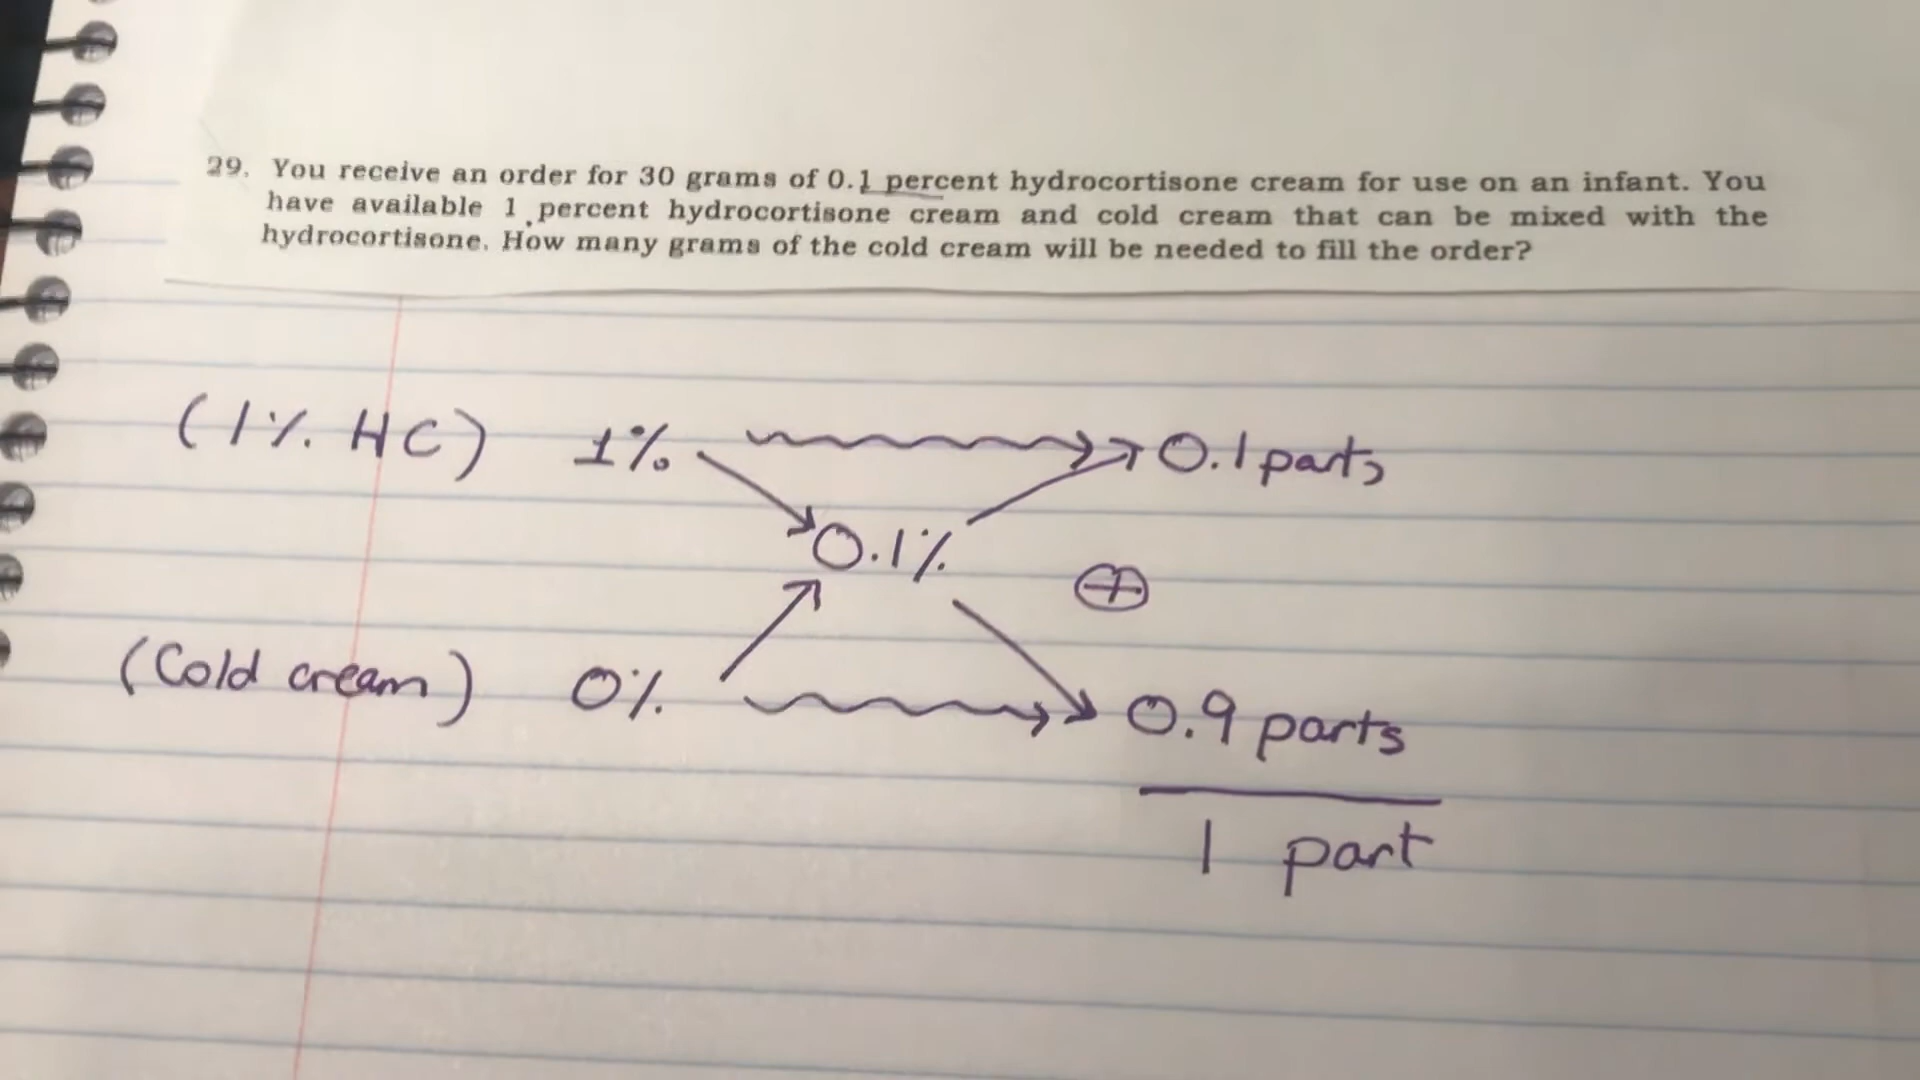 29. You receive an order for 30 grams of 0.1 percent hydrocortisone cream for use on an infant. You
have available 1 percent hydrocortisone cream and cold cream that can be mixed with the
hydrocortisone. How many grams of the cold cream will be needed to fill the order?
(1% HC) 1% 0.1 parts
0.1%
+
(Cold cream) 0% 0.9 parts
1 part